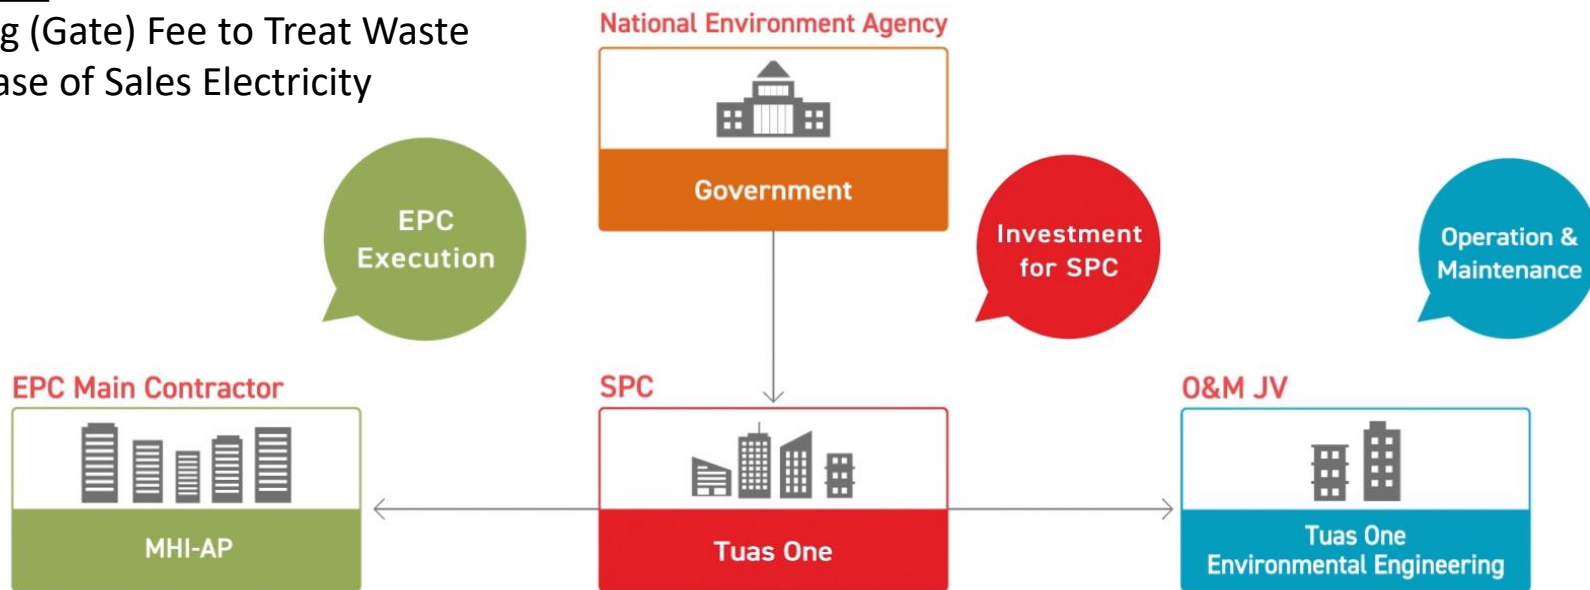 g (Gate) Fee to Treat Waste
ase of Sales Electricity
National Environment Agency
Government
EPC
Execution
Investment
for SPC
Operation &
Maintenance
EPC Main Contractor
MHI-AP
SPC
Tuas One
O&M JV
Tuas One
Environmental Engineering